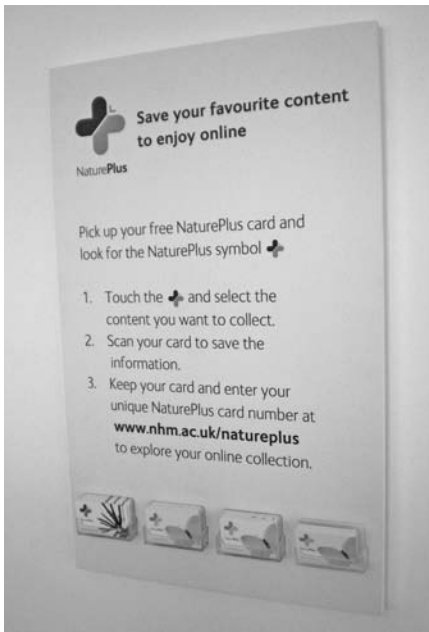 Save your favourite content
to enjoy online
NaturePlus
Pick up your free NaturePlus card and
look for the NaturePlus symbol
1. Touch the and select the
content you want to collect.
2. Scan your card to save the
information.
3. Keep your card and enter your
unique NaturePlus card number at
www.nhm.ac.uk/natureplus
to explore your online collection.